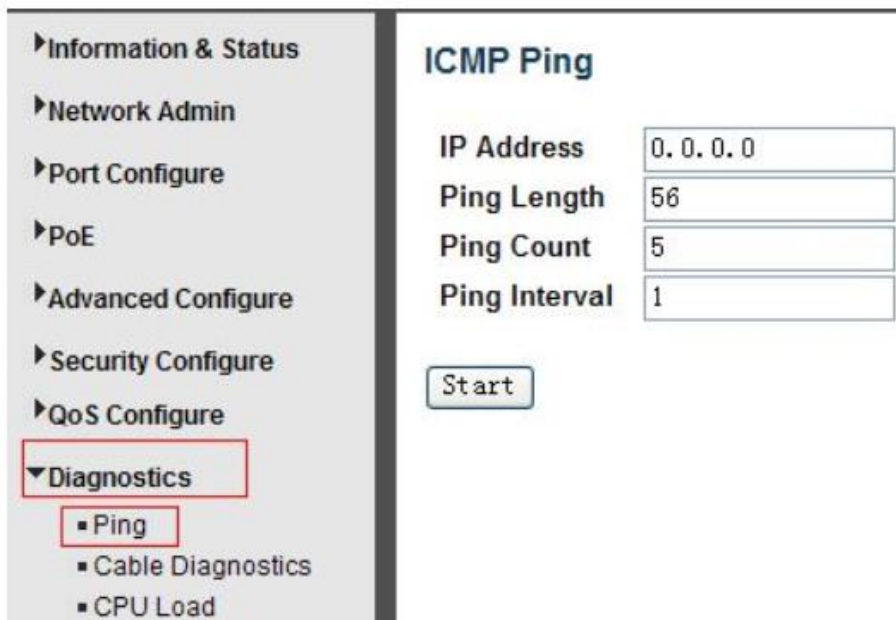 Information & Status
Network Admin
Port Configure
PoE
Advanced Configure
Security Configure
QoS Configure
Diagnostics
Ping
Cable Diagnostics
CPU Load
ICMP Ping
IP Address 0.0.0.0
Ping Length 56
Ping Count 5
Ping Interval 1
Start